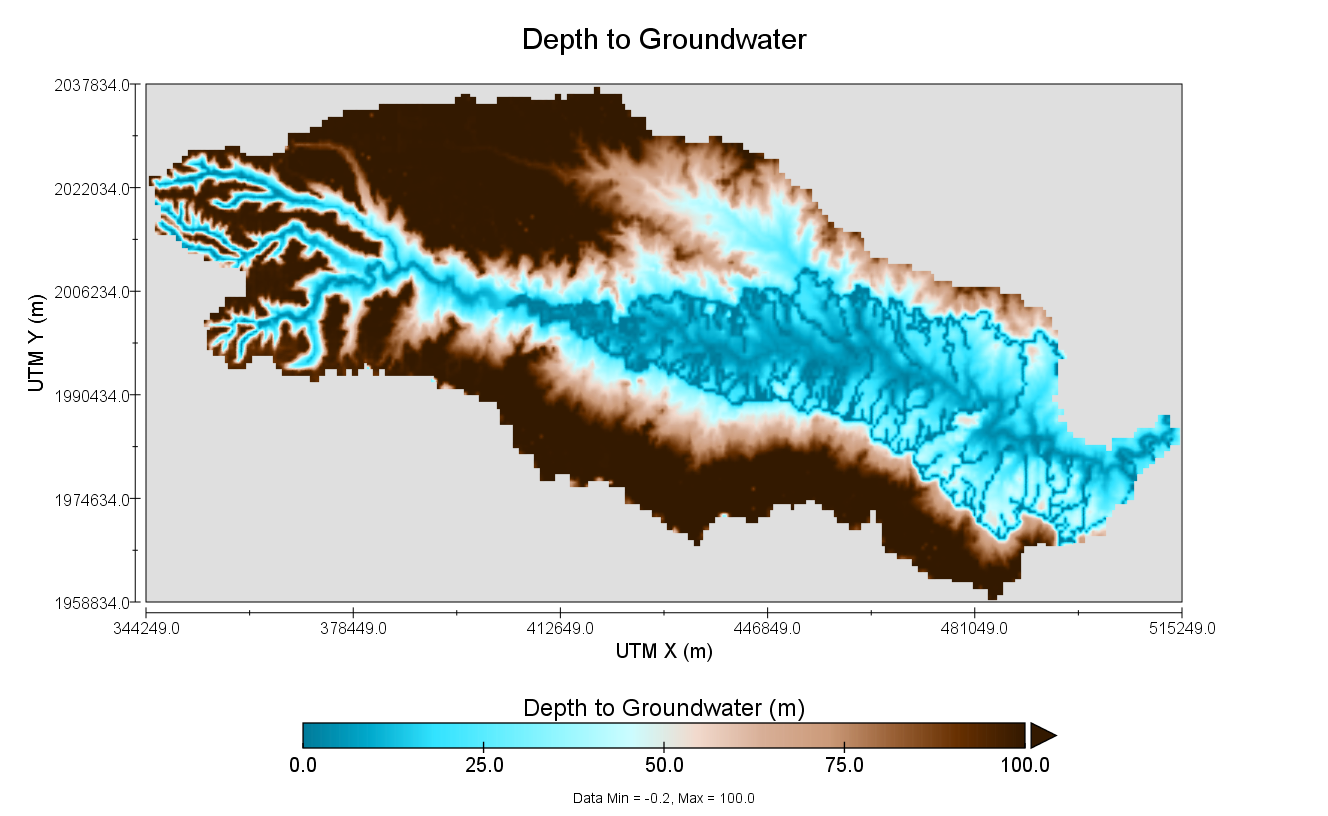 Depth to Groundwater
2037834.0
2022034.0
2006234.0
1990434.0
1974634.0
1958834.0
UTM Y (m)
344249.0 378449.0 412649.0 446849.0 481049.0 515249.0
UTM X (m)
Depth to Groundwater (m)
0.0 25.0 50.0 75.0 100.0
Data Min = -0.2, Max = 100.0